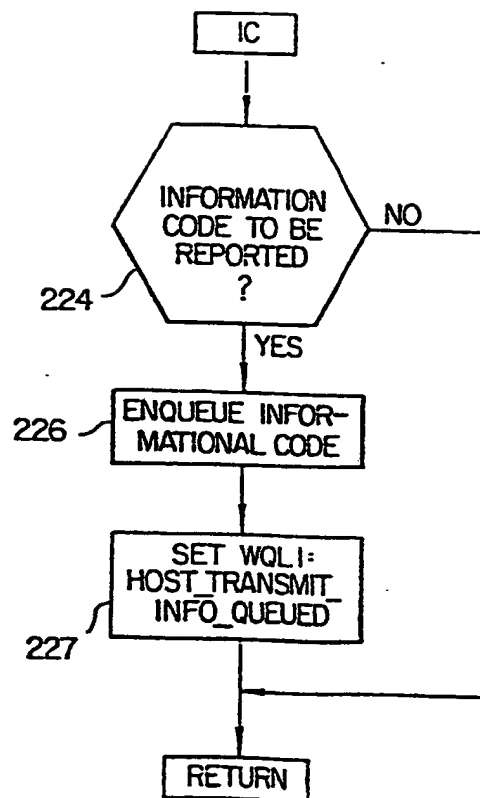 IC
INFORMATION
CODE TO BE
REPORTED
?
NO
224
YES
ENQUEUE INFOR-
MATIONAL CODE
226
SET WQLI:
HOST_TRANSMIT_
INFO_QUEUED
227
RETURN